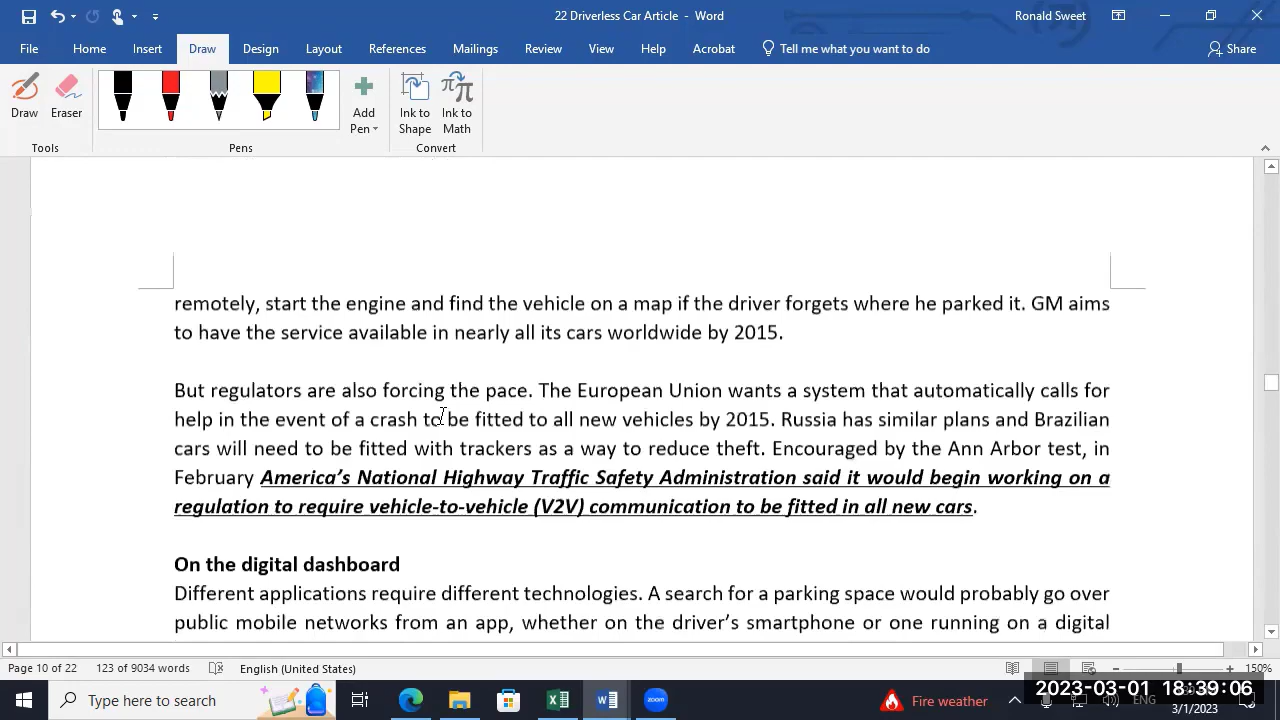 22 Driverless Car Article - Word
Ronald Sweet
File Home Insert Draw Design Layout References Mailings Review View Help Acrobat Tell me what you want to do Share
Draw Eraser Add Pen Ink to Shape Ink to Math
Tools Pens Convert
remotely, start the engine and find the vehicle on a map if the driver forgets where he parked it. GM aims
to have the service available in nearly all its cars worldwide by 2015.
But regulators are also forcing the pace. The European Union wants a system that automatically calls for
help in the event of a crash to be fitted to all new vehicles by 2015. Russia has similar plans and Brazilian
cars will need to be fitted with trackers as a way to reduce theft. Encouraged by the Ann Arbor test, in
February America’s National Highway Traffic Safety Administration said it would begin working on a
regulation to require vehicle-to-vehicle (V2V) communication to be fitted in all new cars.
On the digital dashboard
Different applications require different technologies. A search for a parking space would probably go over
public mobile networks from an app, whether on the driver’s smartphone or one running on a digital
Page 10 of 22 123 of 9034 words English (United States) 150%
Type here to search zoom Fire weather ENG
2023-03-01 18:39:06
3/1/2023